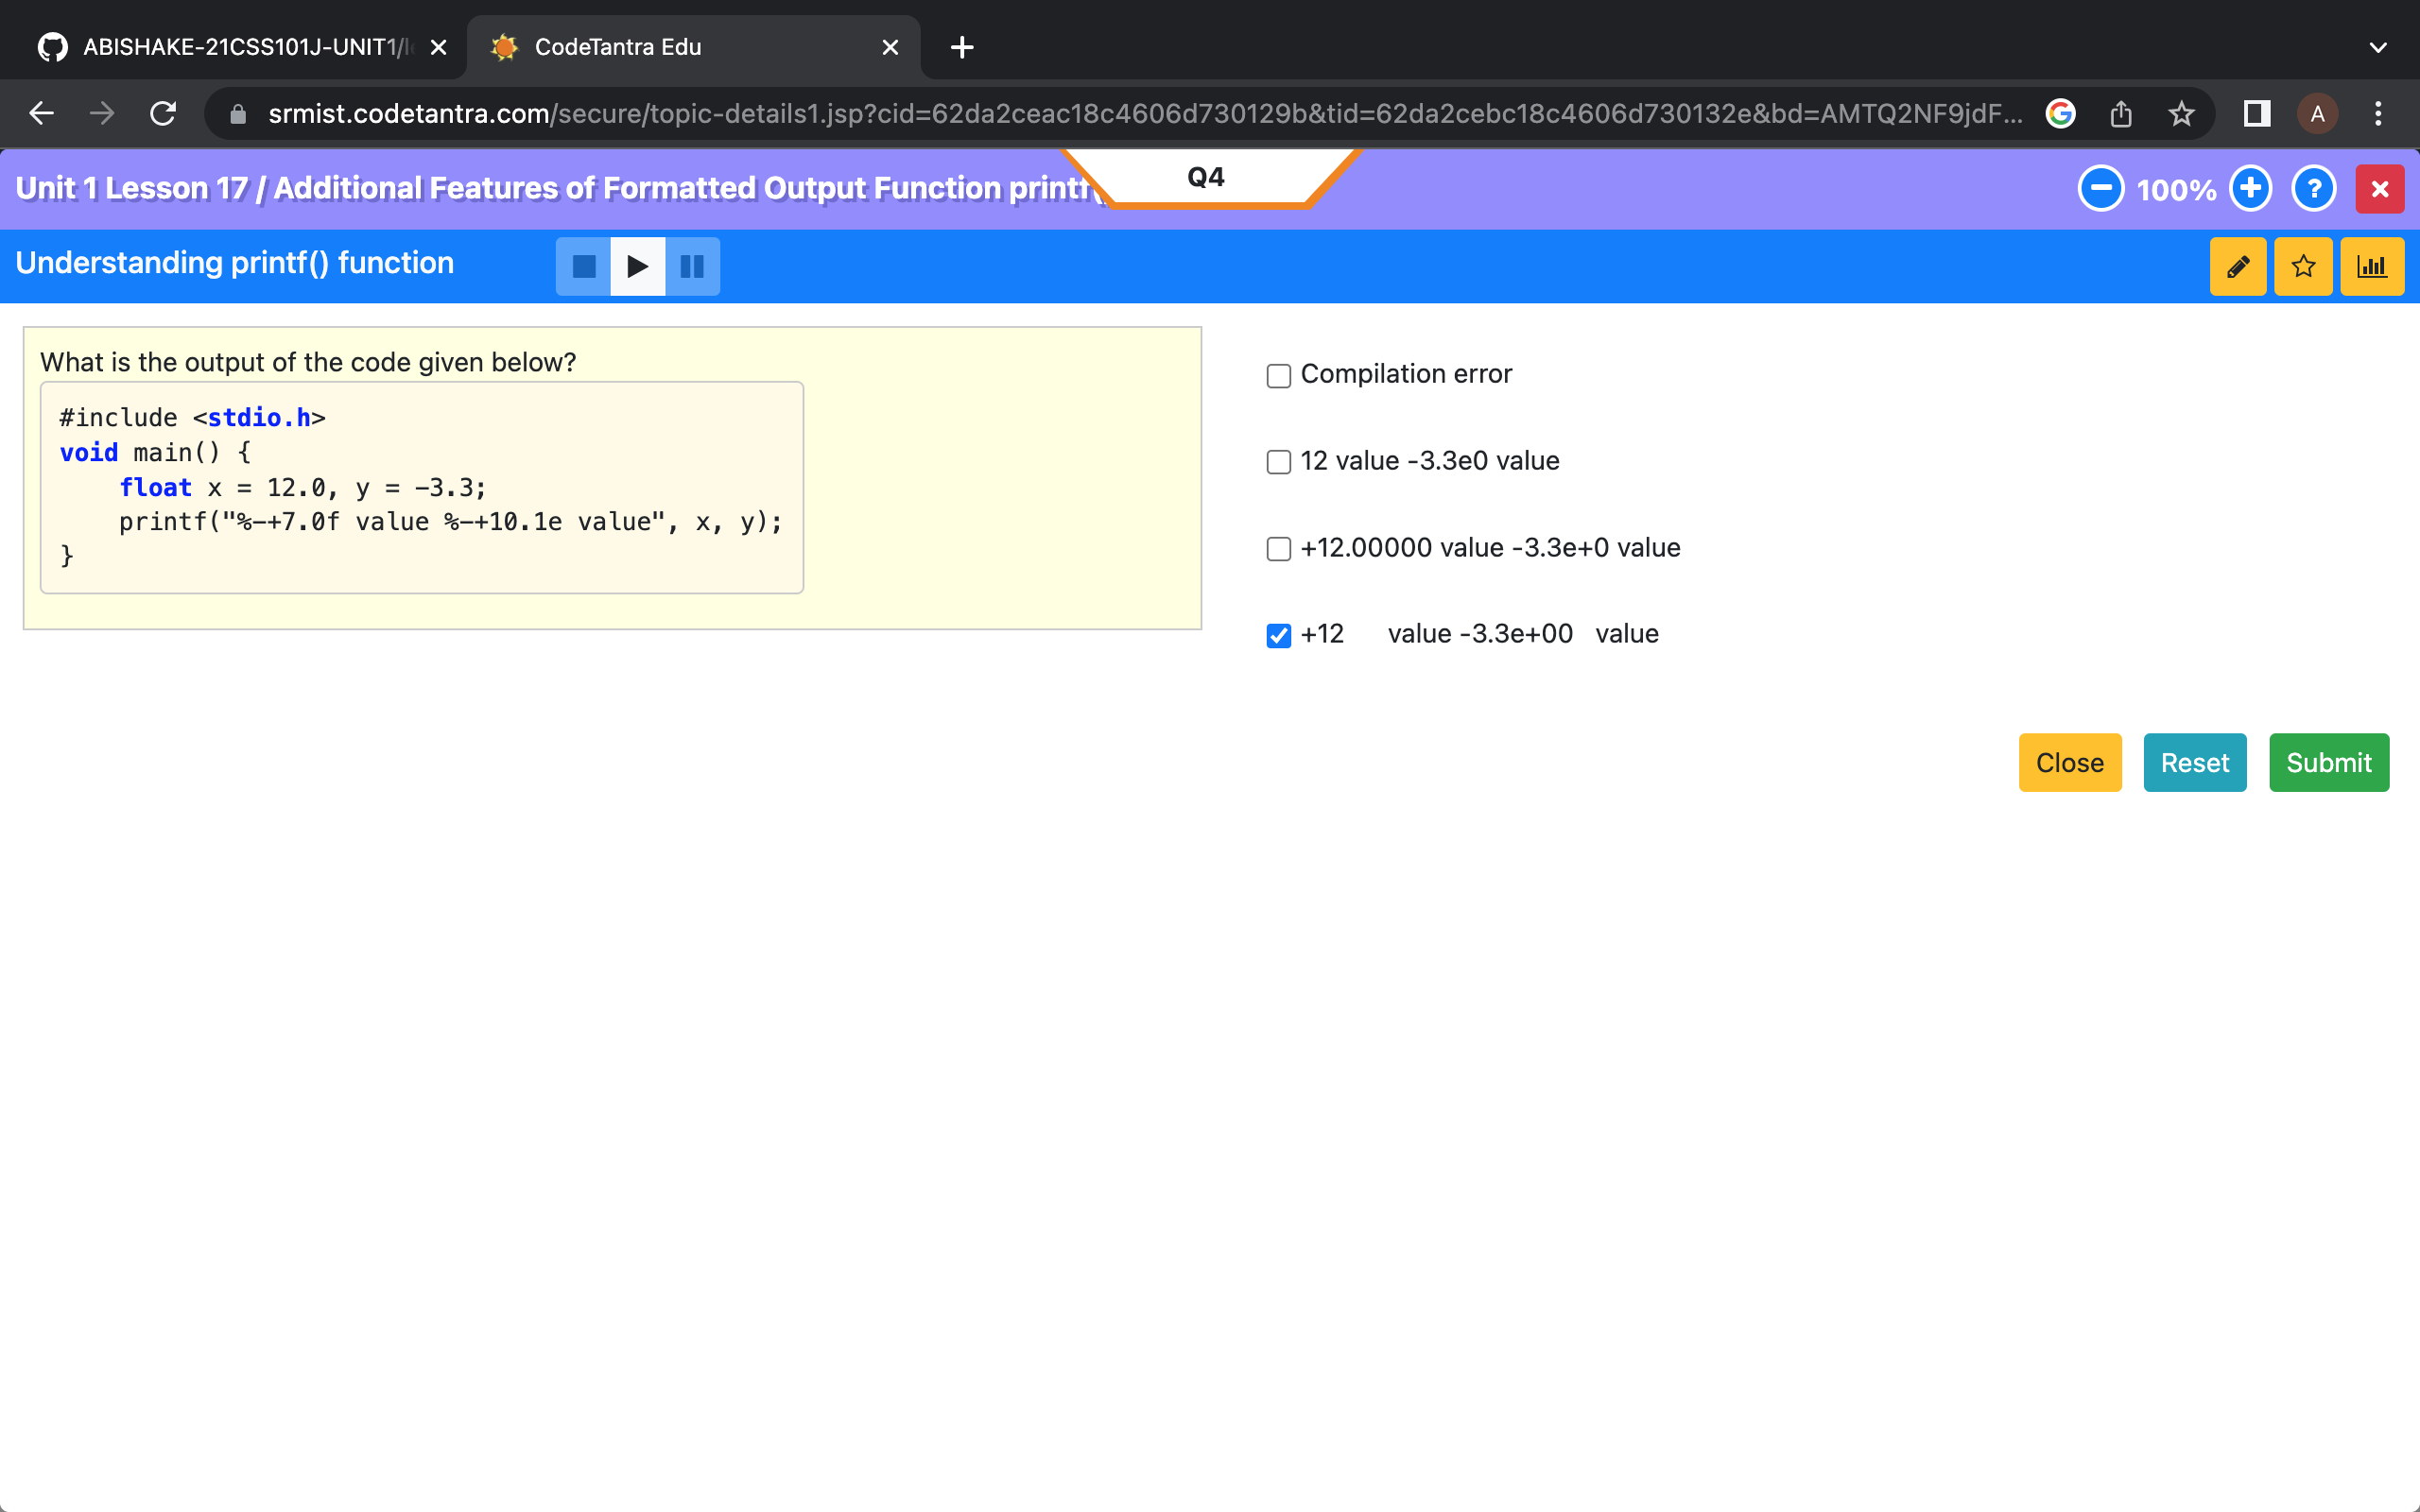 ABISHAKE-21CSS101J-UNIT1/
CodeTantra Edu
srmist.codetantra.com/secure/topic-details1.jsp?cid=62da2ceac18c4606d730129b&tid=62da2cebc18c4606d730132e&bd=AMTQ2NF9jdF...
A
Unit 1 Lesson 17 / Additional Features of Formatted Output Function printf(
Q4
100%
?
Understanding printf() function
What is the output of the code given below?
#include <stdio.h>
void main() {
    float x = 12.0, y = -3.3;
    printf("%-+7.0f value %-+10.1e value", x, y);
}
Compilation error
12 value -3.3e0 value
+12.00000 value -3.3e+0 value
+12    value -3.3e+00  value
Close
Reset
Submit